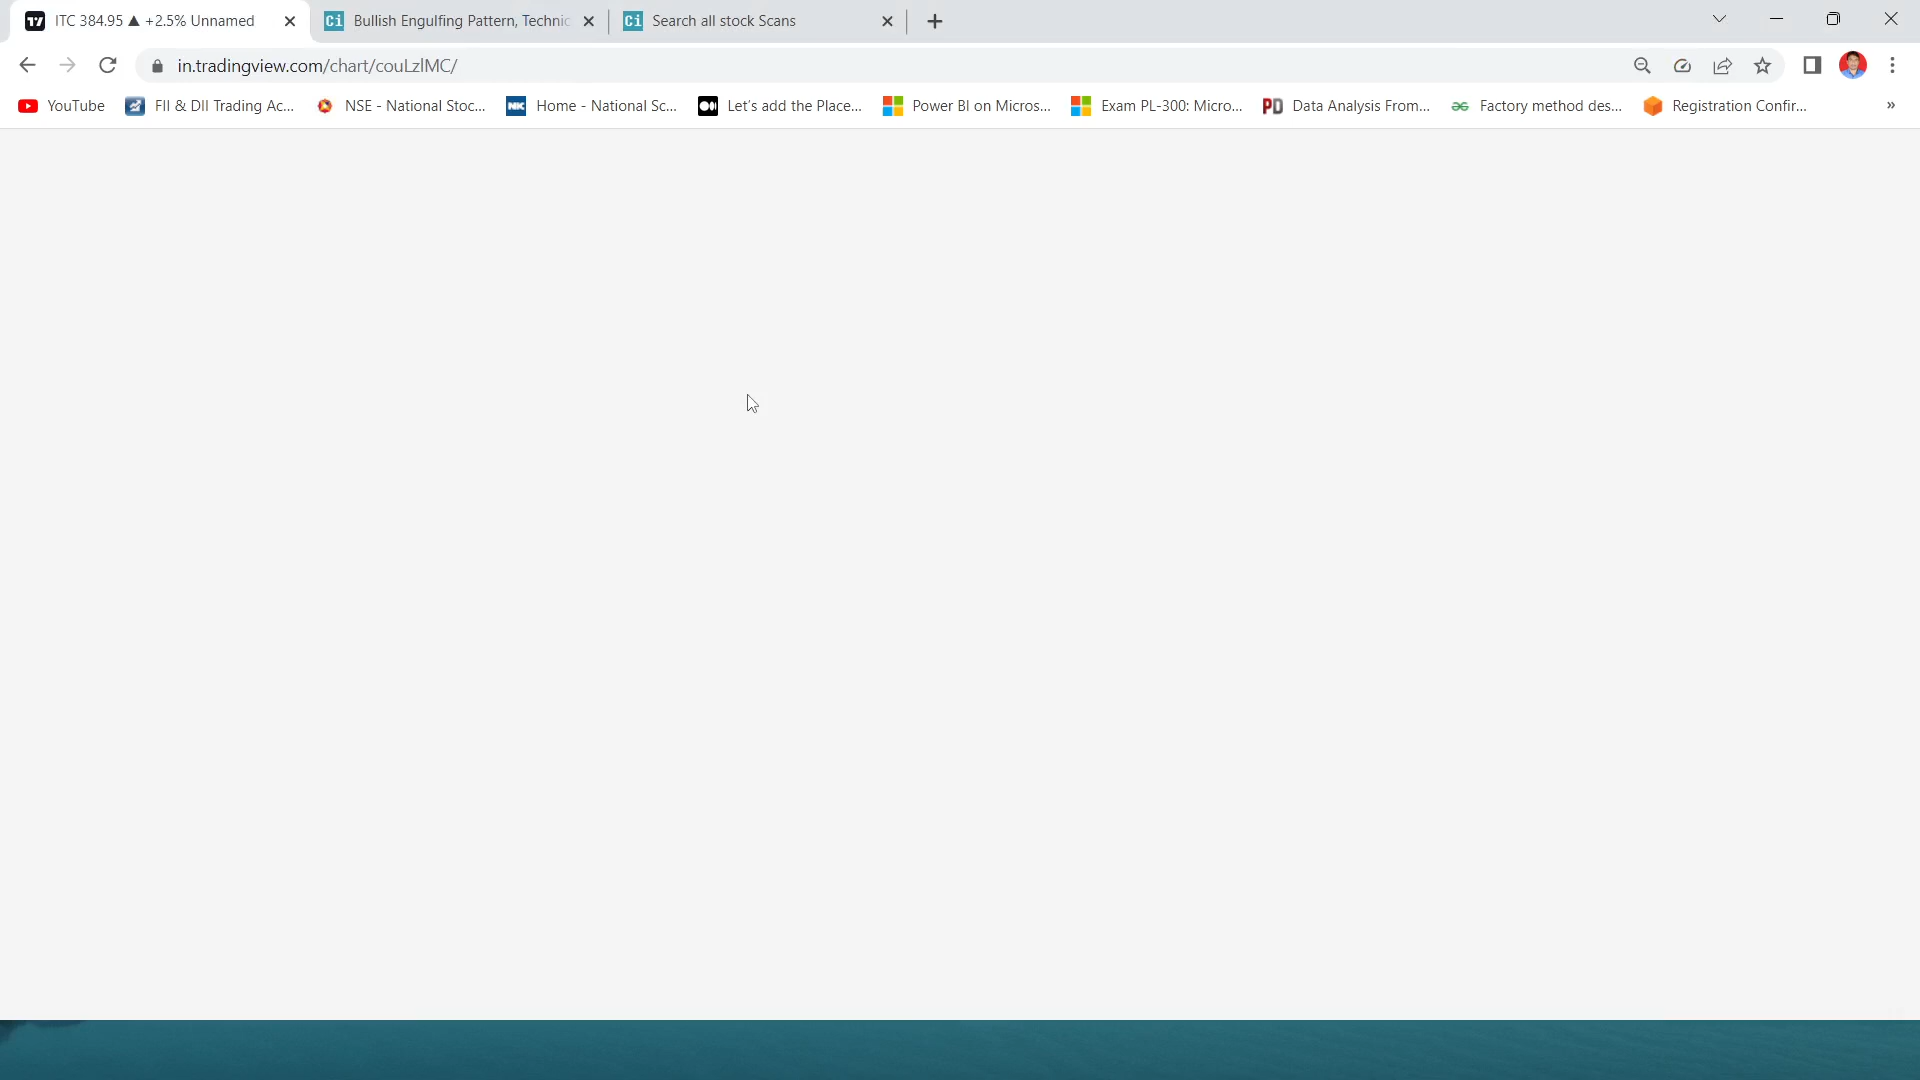 ITC 384.95 ▲ +2.5% Unnamed
Bullish Engulfing Pattern, Technic
Search all stock Scans
in.tradingview.com/chart/couLzlMC/
YouTube
FII & DII Trading Ac...
NSE - National Stoc...
Home - National Sc...
Let's add the Place...
Power BI on Micros...
Exam PL-300: Micro...
Data Analysis From...
Factory method des...
Registration Confir...